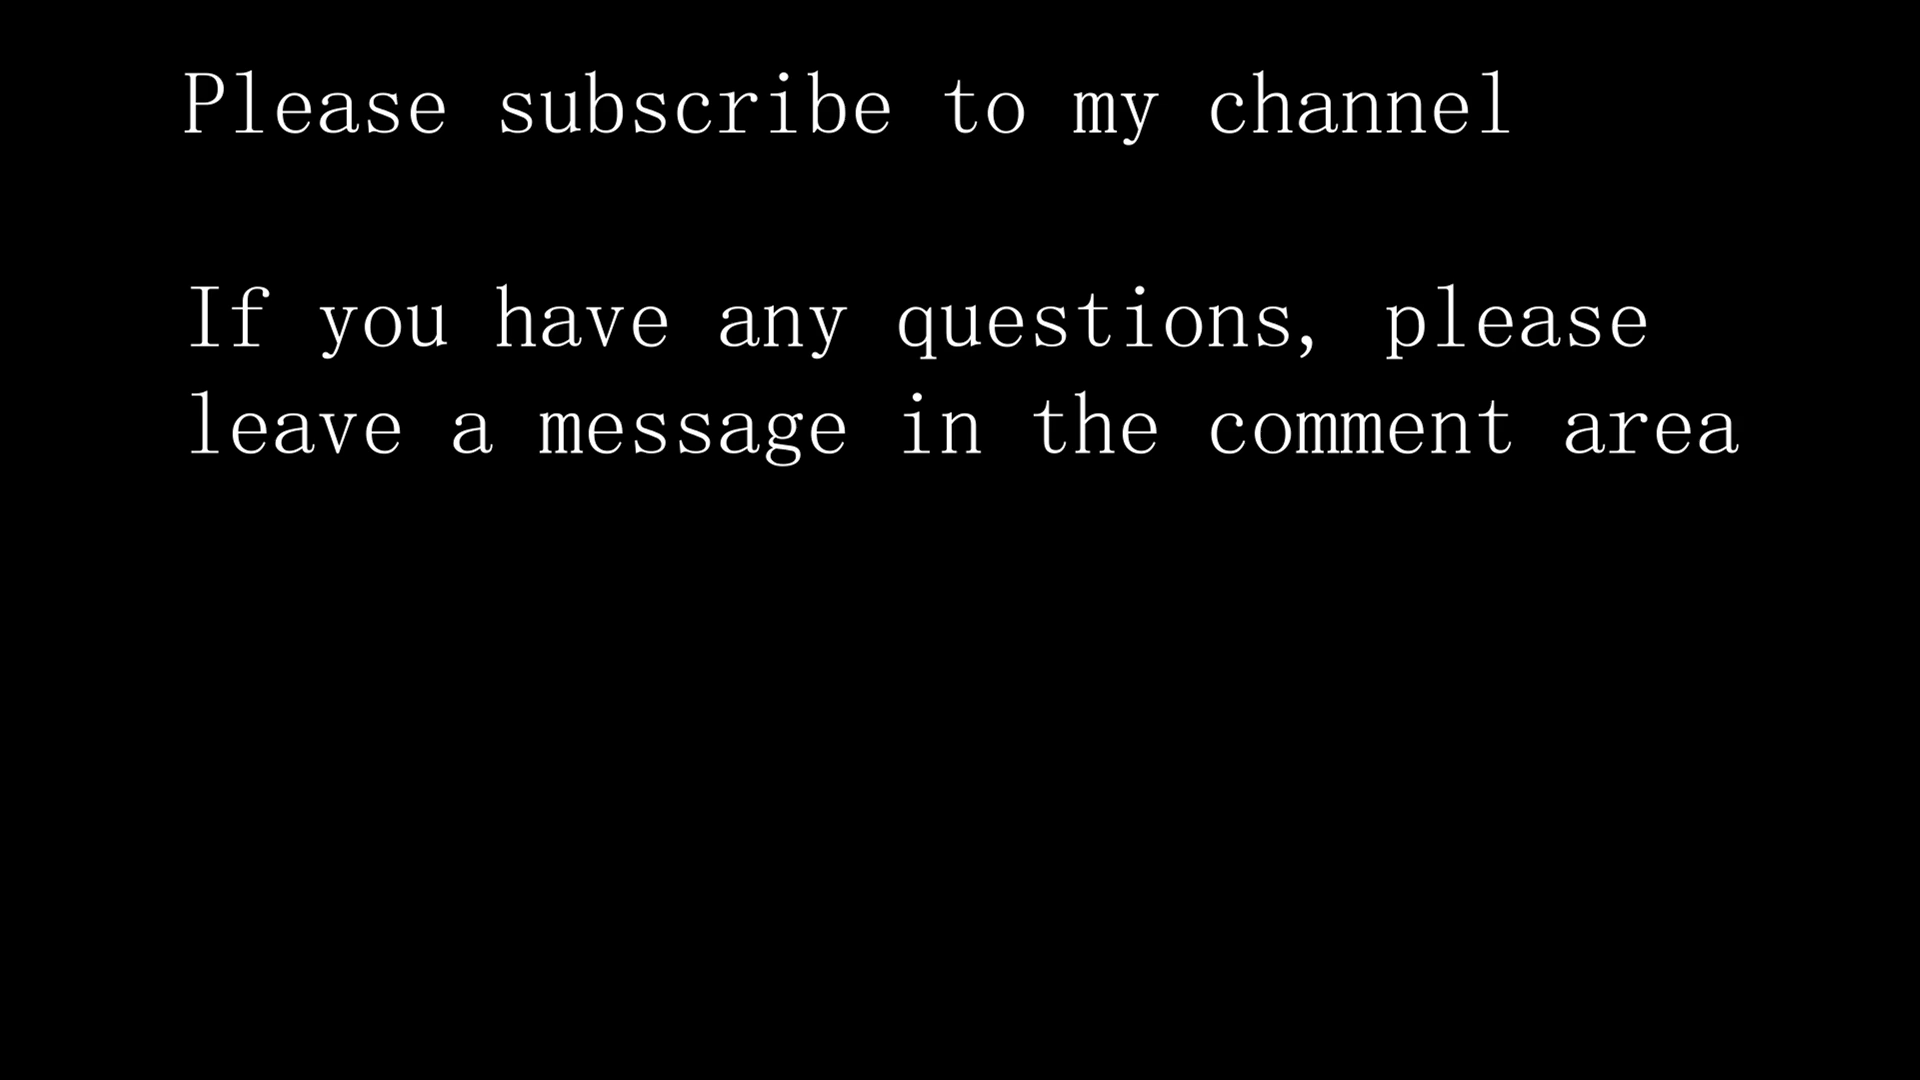 Please subscribe to my channel
If you have any questions, please
leave a message in the comment area